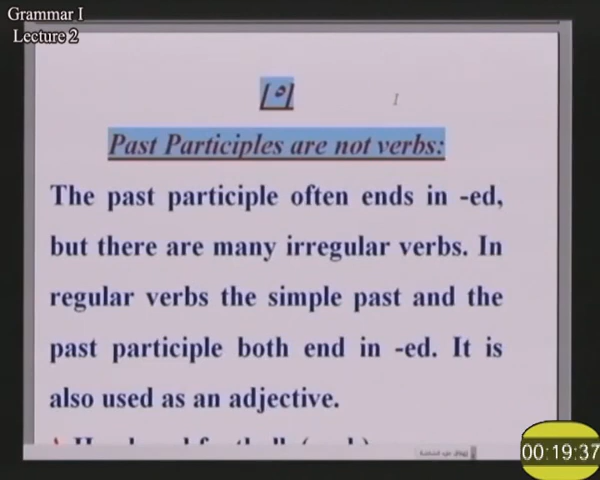 Grammar I
Lecture 2
[٥]
Past Participles are not verbs:
The past participle often ends in -ed,
but there are many irregular verbs. In
regular verbs the simple past and the
past participle both end in -ed. It is
also used as an adjective.
00:19:37